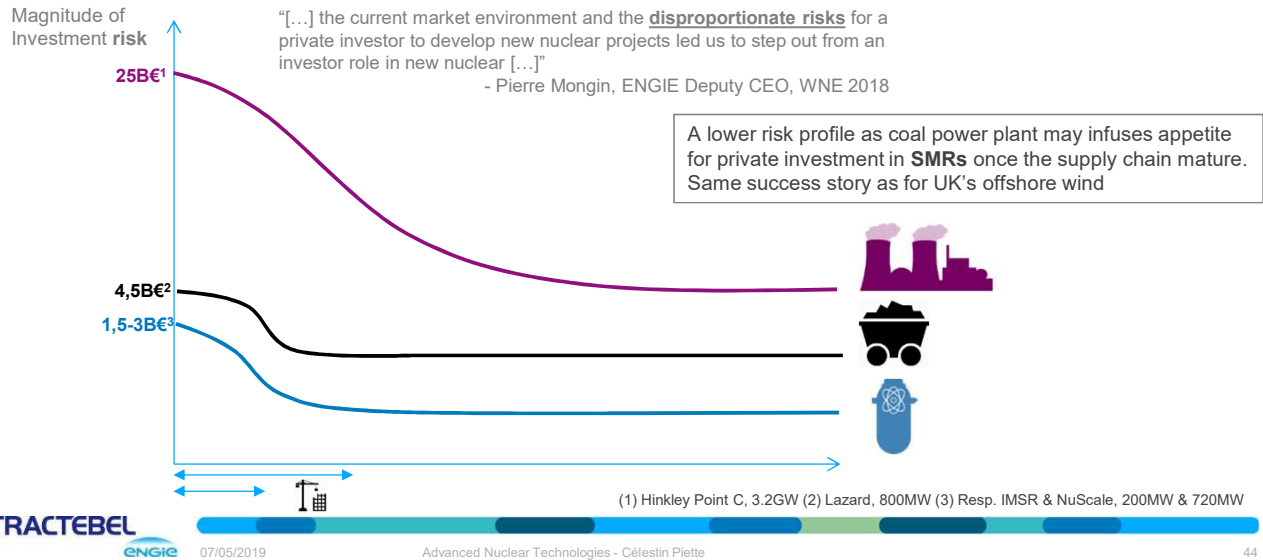 Magnitude of
Investment risk
"[…] the current market environment and the disproportionate risks for a
private investor to develop new nuclear projects led us to step out from an
investor role in new nuclear […]"
- Pierre Mongin, ENGIE Deputy CEO, WNE 2018
25B€¹
A lower risk profile as coal power plant may infuses appetite
for private investment in SMRs once the supply chain mature.
Same success story as for UK's offshore wind
4,5B€²
1,5-3B€³
(1) Hinkley Point C, 3.2GW (2) Lazard, 800MW (3) Resp. IMSR & NuScale, 200MW & 720MW
TRACTEBEL
ENGIE
07/05/2019
Advanced Nuclear Technologies - Célestin Piette
44